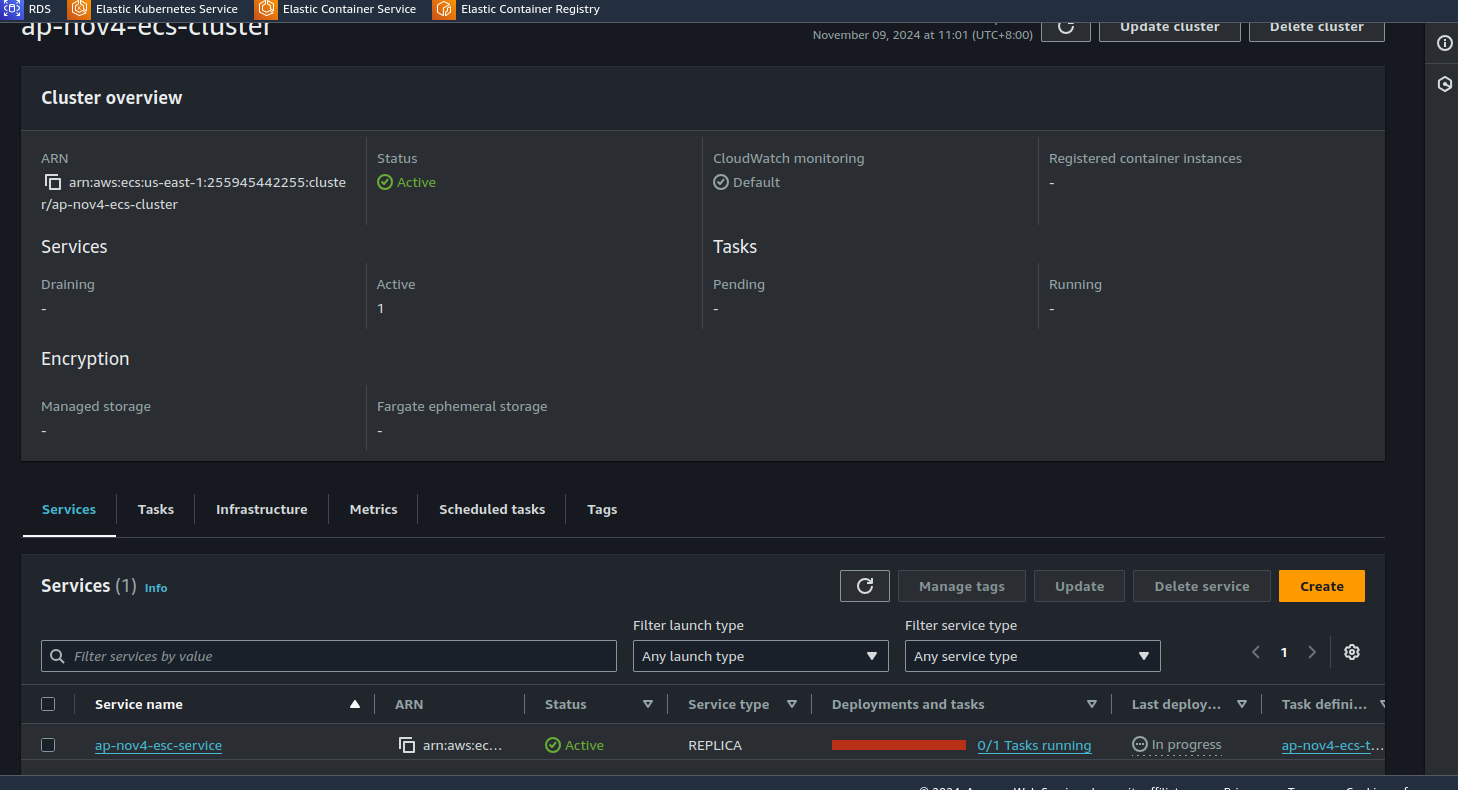 RDS Elastic Kubernetes Service Elastic Container Service Elastic Container Registry
ap-nov4-ecs-cluster
November 09, 2024 at 11:01 (UTC+8:00)
Update cluster Delete cluster
Cluster overview
ARN Status CloudWatch monitoring Registered container instances
arn:aws:ecs:us-east-1:255945442255:cluste Active Default -
r/ap-nov4-ecs-cluster
Services Tasks
Draining Active Pending Running
- 1 - -
Encryption
Managed storage Fargate ephemeral storage
- -
Services Tasks Infrastructure Metrics Scheduled tasks Tags
Services (1) Info Manage tags Update Delete service Create
Filter launch type Filter service type
Filter services by value Any launch type Any service type 1
Service name ARN Status Service type Deployments and tasks Last deploy... Task defini...
ap-nov4-esc-service arn:aws:ec... Active REPLICA 0/1 Tasks running In progress ap-nov4-ecs-t...